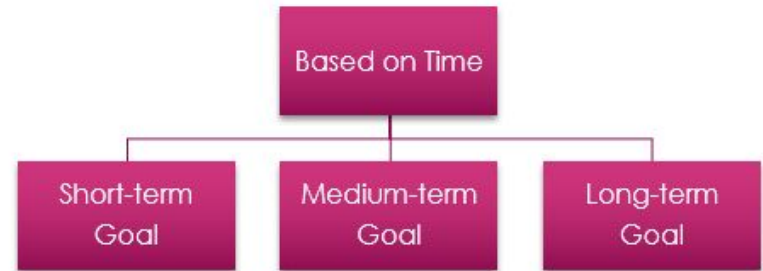 Based on Time
Short-term
Goal
Medium-term
Goal
Long-term
Goal